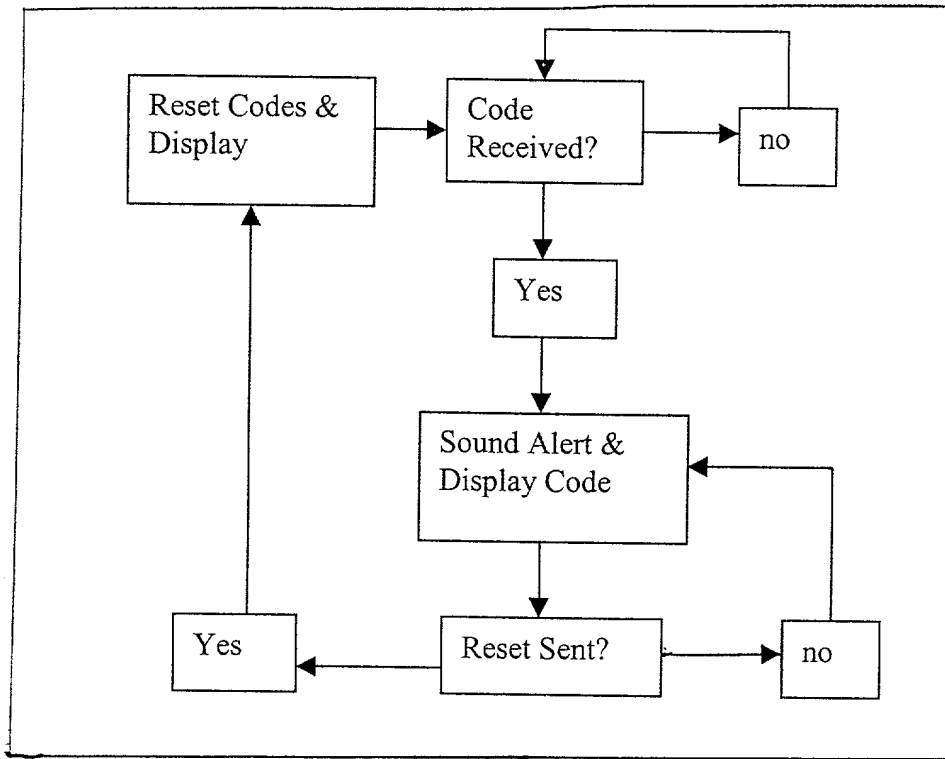 Reset Codes &
Display
Code
Received?
no
Yes
Sound Alert &
Display Code
Yes
Reset Sent?
no